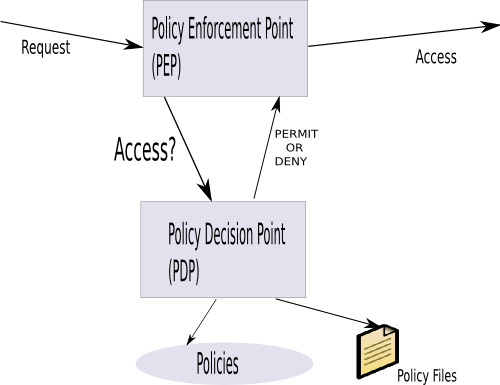 Policy Enforcement Point
(PEP)
Request
Access
Access?
PERMIT
OR
DENY
Policy Decision Point
(PDP)
Policies
Policy Files